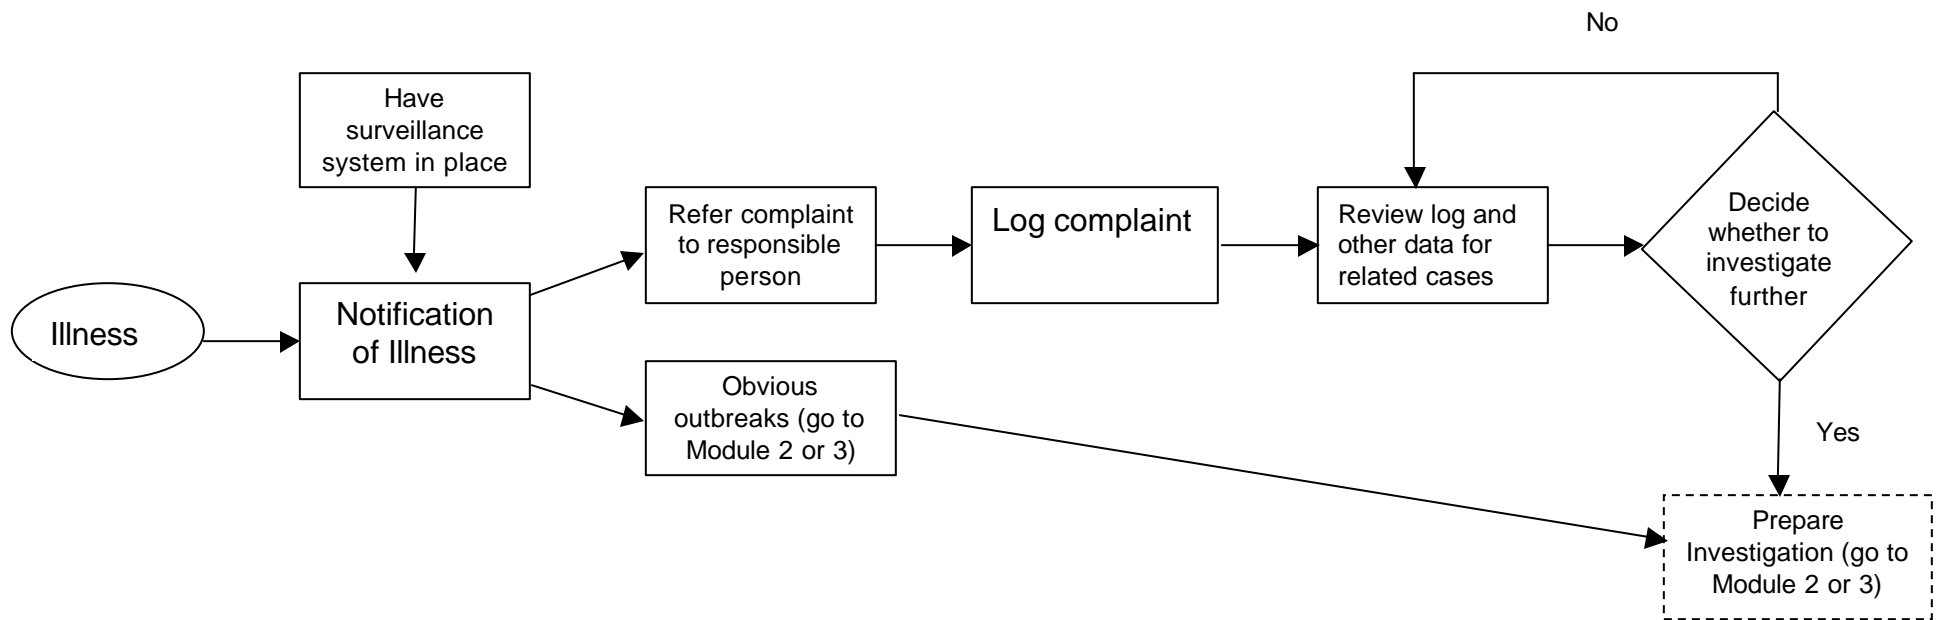 No
Have
surveillance
system in place
Refer complaint
to responsible
person
Log complaint
Review log and
other data for
related cases
Decide
whether to
investigate
further
Illness
Notification
of Illness
Obvious
outbreaks (go to
Module 2 or 3)
Yes
Prepare
Investigation (go to
Module 2 or 3)